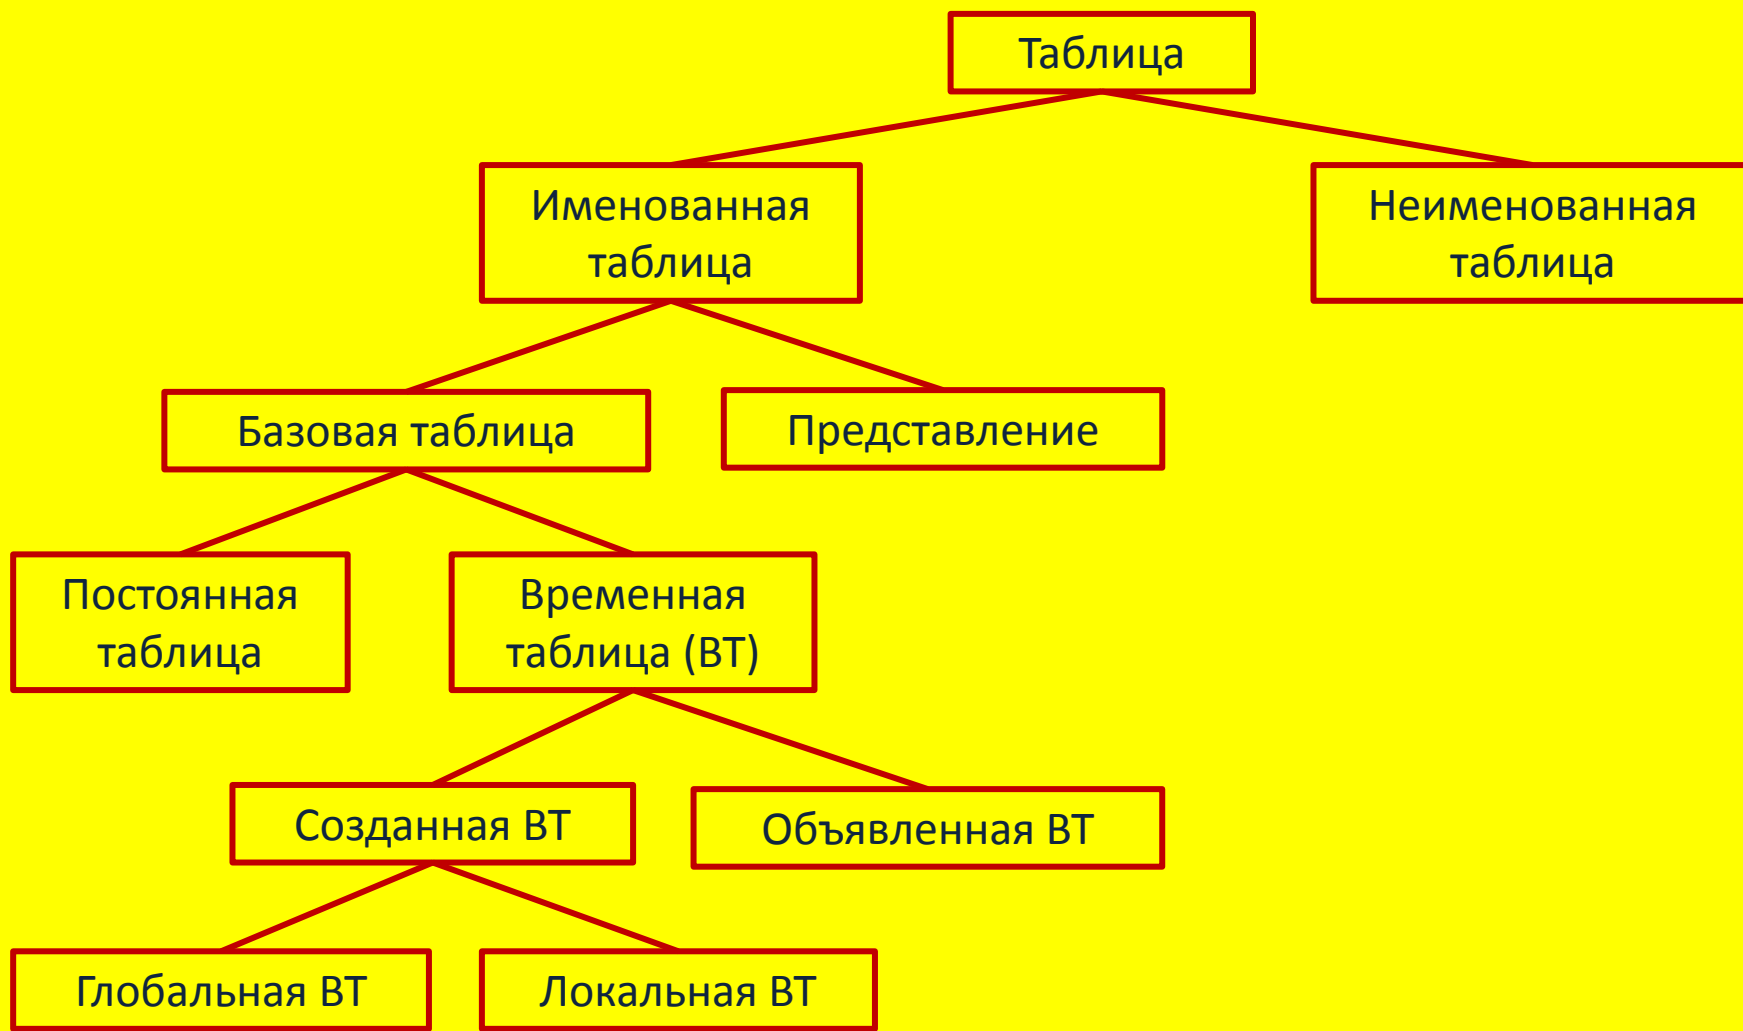 Таблица
Именованная
таблица
Неименованная
таблица
Базовая таблица
Представление
Постоянная
таблица
Временная
таблица (ВТ)
Созданная ВТ
Объявленная ВТ
Глобальная ВТ
Локальная ВТ